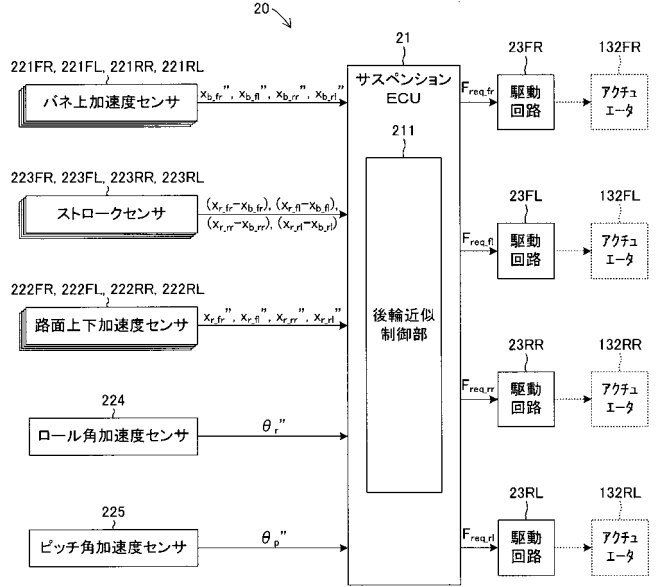 20
21
サスペンション
ECU
211
後輪近似
制御部
221FR, 221FL, 221RR, 221RL
バネ上加速度センサ
x_b_fr'', x_b_fl'', x_b_rr'', x_b_rl''
223FR, 223FL, 223RR, 223RL
ストロークセンサ
(x_r_fr-x_b_fr), (x_r_fl-x_b_fl),
(x_r_rr-x_b_rr), (x_r_rl-x_b_rl)
222FR, 222FL, 222RR, 222RL
路面上下加速度センサ
x_r_fr'', x_r_fl'', x_r_rr'', x_r_rl''
224
ロール角加速度センサ
θ_r''
225
ピッチ角加速度センサ
θ_p''
F_req_fr
23FR
駆動
回路
132FR
アクチュ
エータ
F_req_fl
23FL
駆動
回路
132FL
アクチュ
エータ
F_req_rr
23RR
駆動
回路
132RR
アクチュ
エータ
F_req_rl
23RL
駆動
回路
132RL
アクチュ
エータ